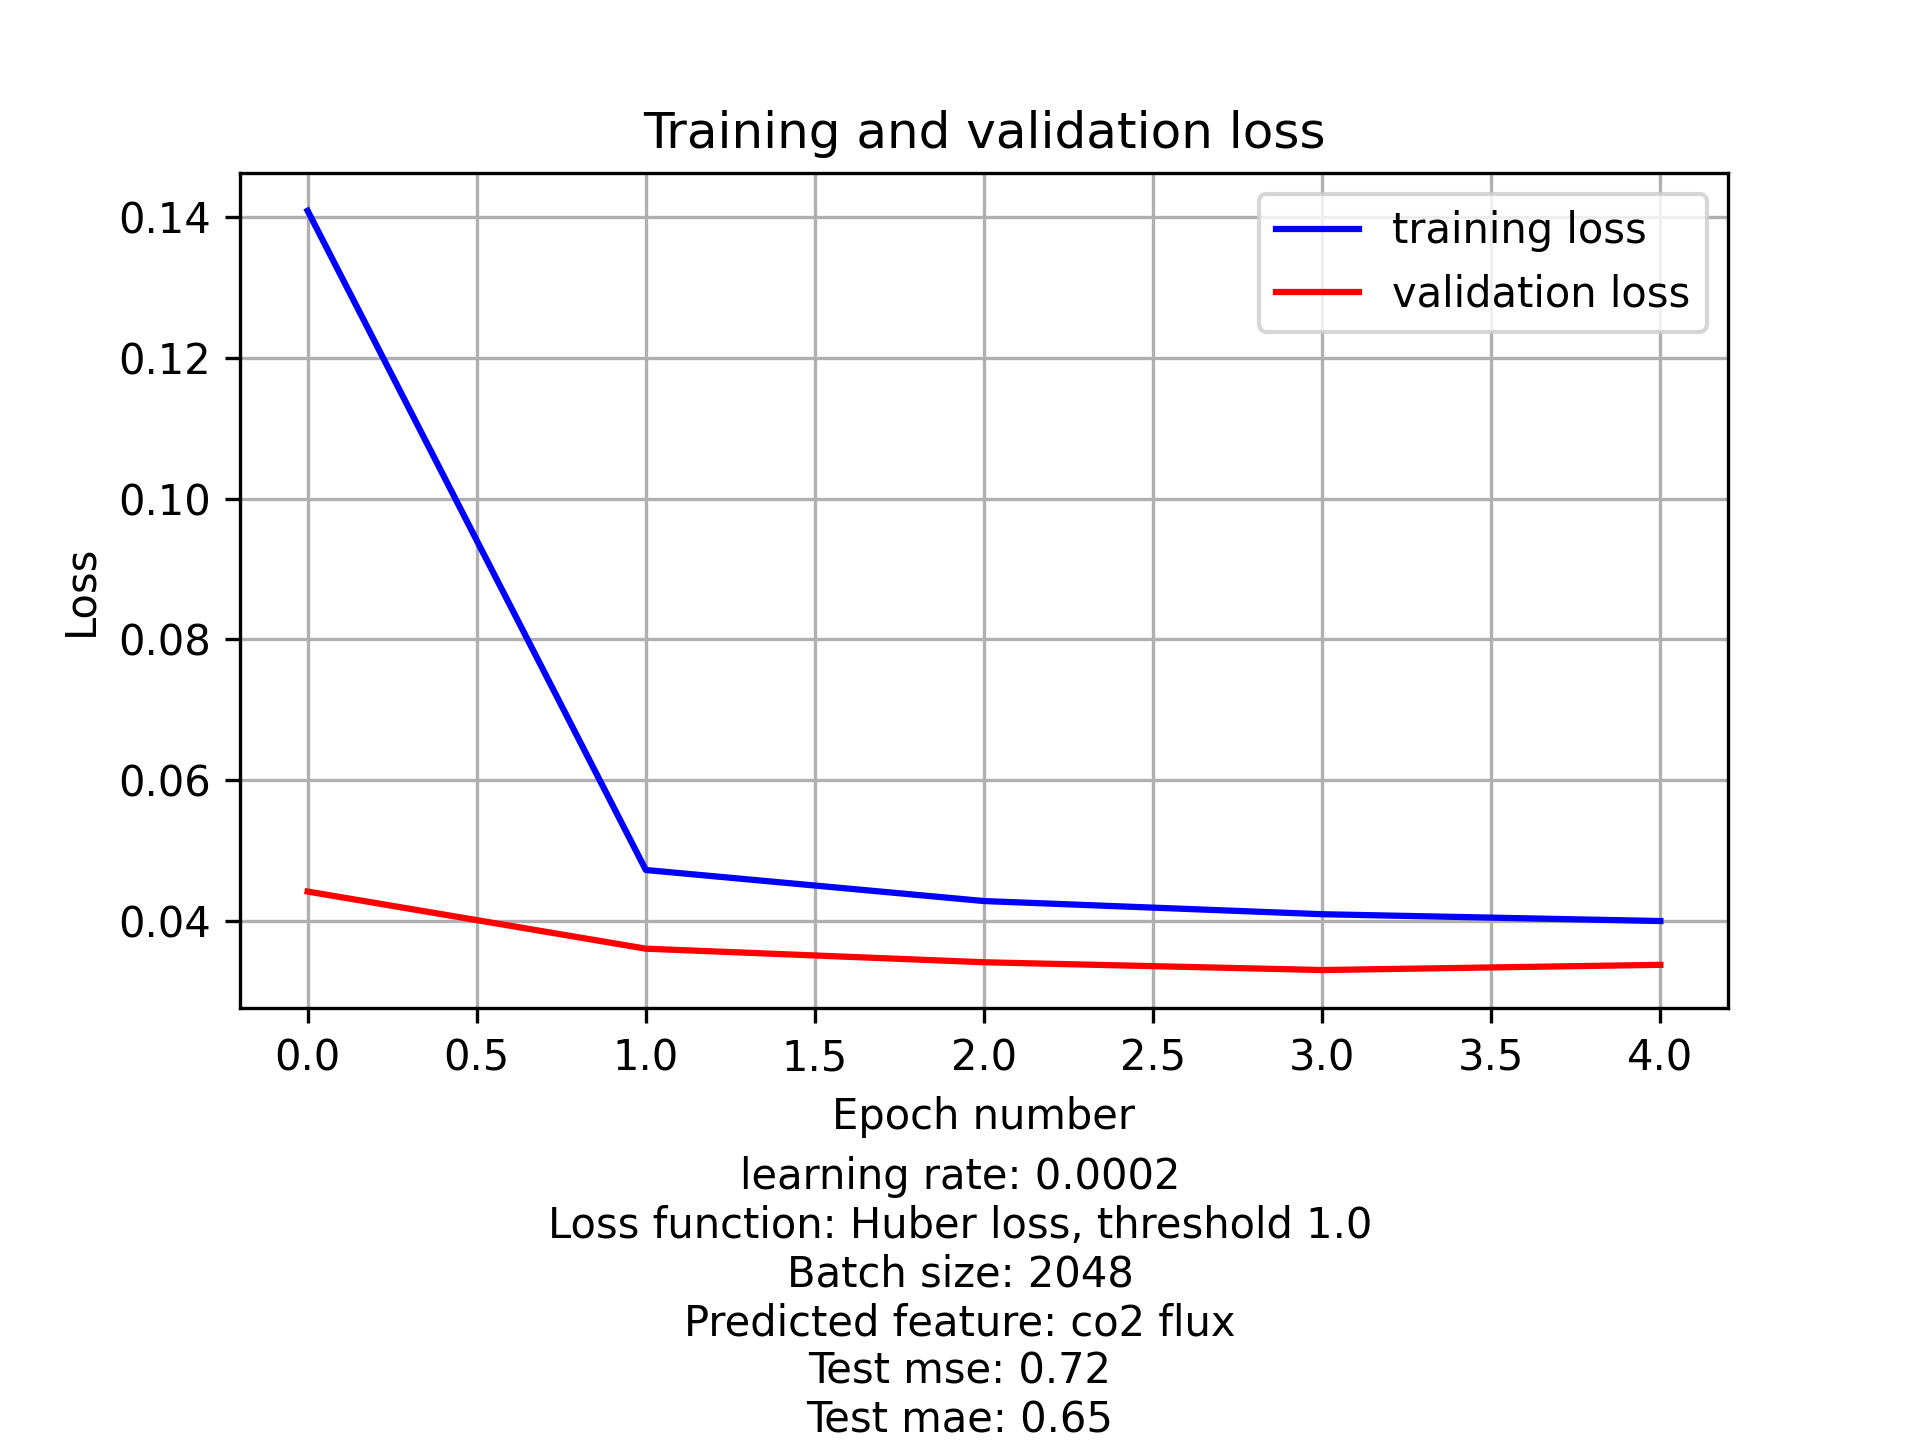 Training and validation loss
training loss
validation loss
0.14
0.12
0.10
0.08
0.06
0.04
Loss
0.0 0.5 1.0 1.5 2.0 2.5 3.0 3.5 4.0
Epoch number
learning rate: 0.0002
Loss function: Huber loss, threshold 1.0
Batch size: 2048
Predicted feature: co2 flux
Test mse: 0.72
Test mae: 0.65